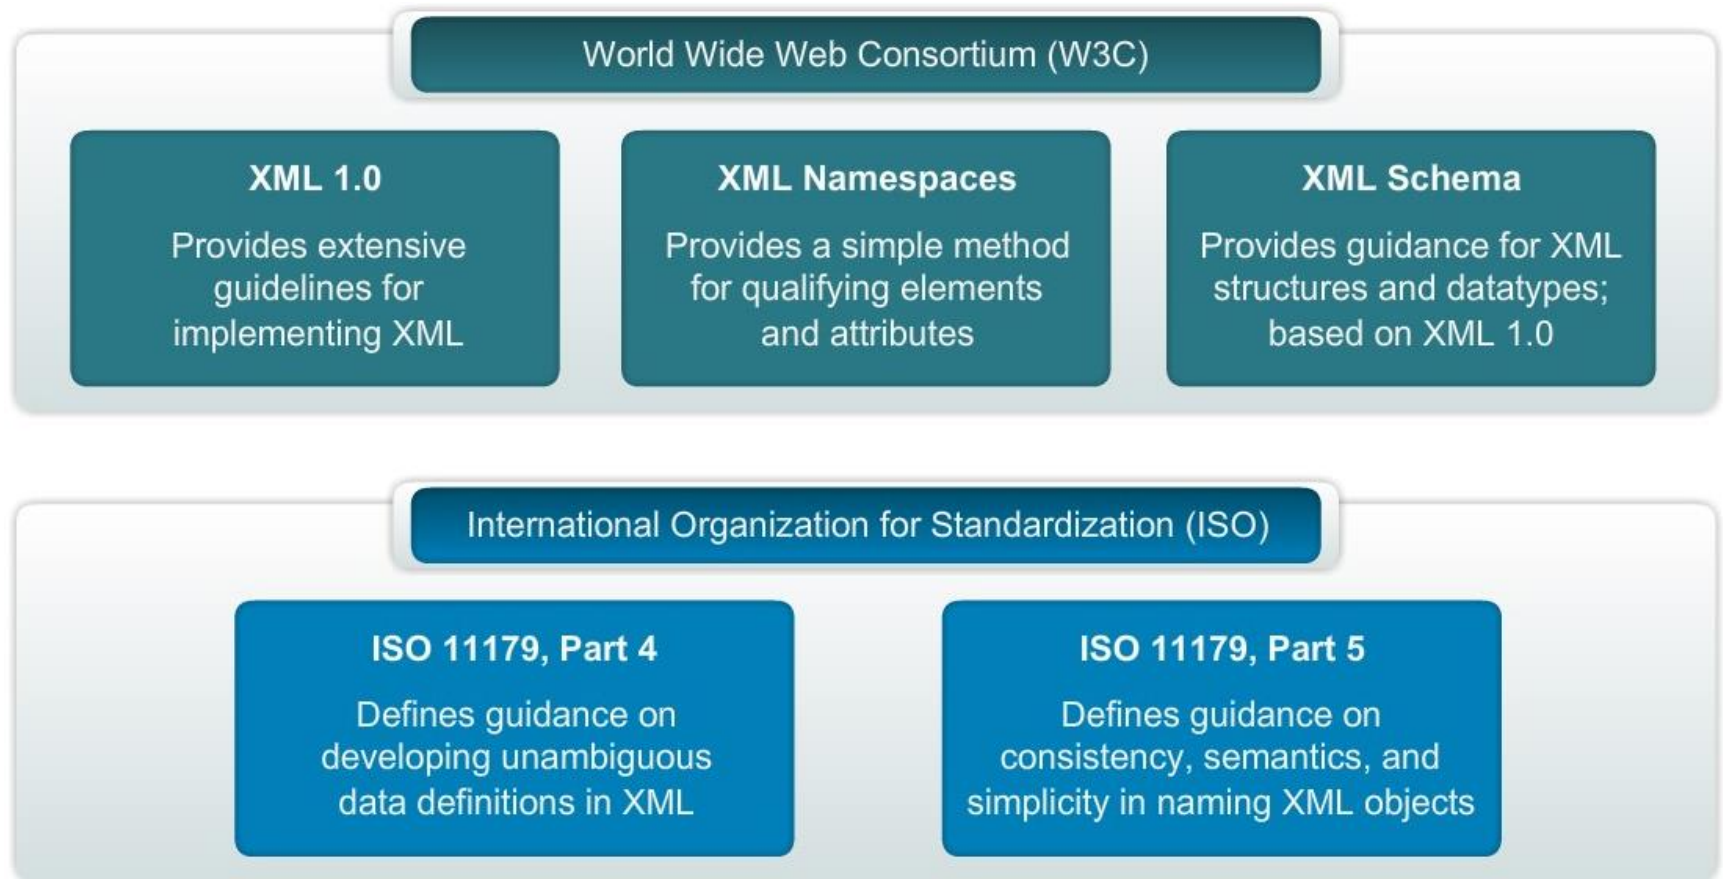 World Wide Web Consortium (W3C)
XML 1.0
Provides extensive
guidelines for
implementing XML
XML Namespaces
Provides a simple method
for qualifying elements
and attributes
XML Schema
Provides guidance for XML
structures and datatypes;
based on XML 1.0
International Organization for Standardization (ISO)
ISO 11179, Part 4
Defines guidance on
developing unambiguous
data definitions in XML
ISO 11179, Part 5
Defines guidance on
consistency, semantics, and
simplicity in naming XML objects